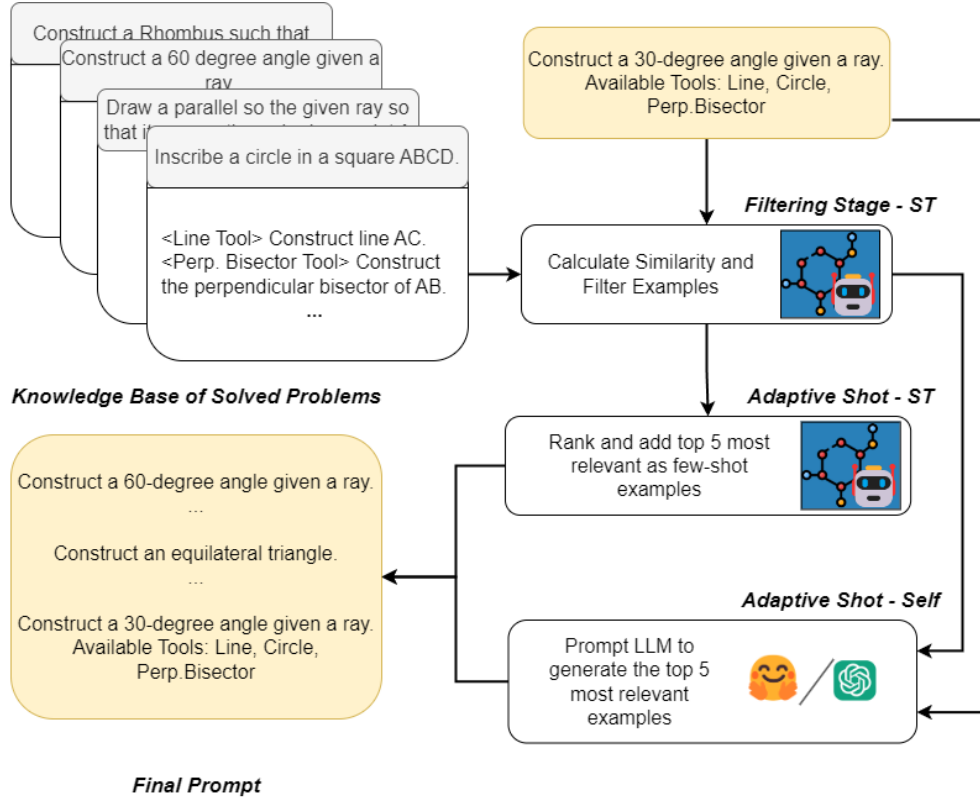 Construct a Rhombus such that
Construct a 60 degree angle given a
ray
Draw a parallel so the given ray so
that it
Inscribe a circle in a square ABCD.
<Line Tool> Construct line AC.
<Perp. Bisector Tool> Construct
the perpendicular bisector of AB.
...
Knowledge Base of Solved Problems
Construct a 30-degree angle given a ray.
Available Tools: Line, Circle,
Perp.Bisector
Filtering Stage - ST
Calculate Similarity and
Filter Examples
Adaptive Shot - ST
Rank and add top 5 most
relevant as few-shot
examples
Adaptive Shot - Self
Prompt LLM to
generate the top 5
most relevant
examples
Construct a 60-degree angle given a ray.
...
Construct an equilateral triangle.
...
Construct a 30-degree angle given a ray.
Available Tools: Line, Circle,
Perp.Bisector
Final Prompt